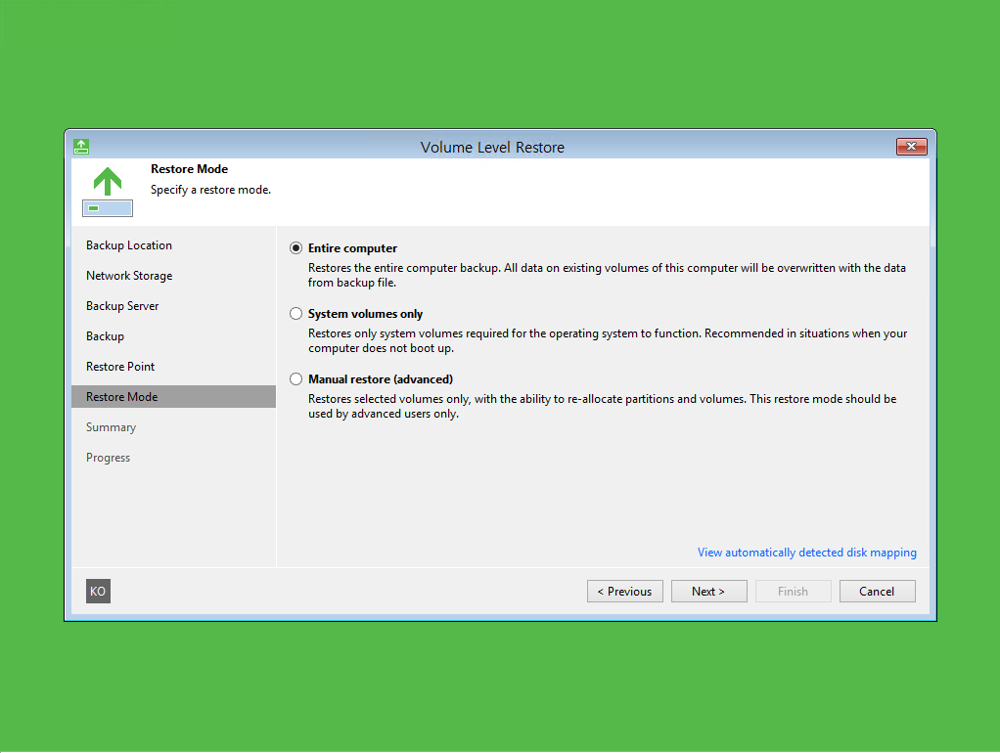 Volume Level Restore
Restore Mode
Specify a restore mode.
Backup Location
Network Storage
Backup Server
Backup
Restore Point
Restore Mode
Summary
Progress
Entire computer
Restores the entire computer backup. All data on existing volumes of this computer will be overwritten with the data
from backup file.
System volumes only
Restores only system volumes required for the operating system to function. Recommended in situations when your
computer does not boot up.
Manual restore (advanced)
Restores selected volumes only, with the ability to re-allocate partitions and volumes. This restore mode should be
used by advanced users only.
View automatically detected disk mapping
KO
< Previous
Next >
Finish
Cancel